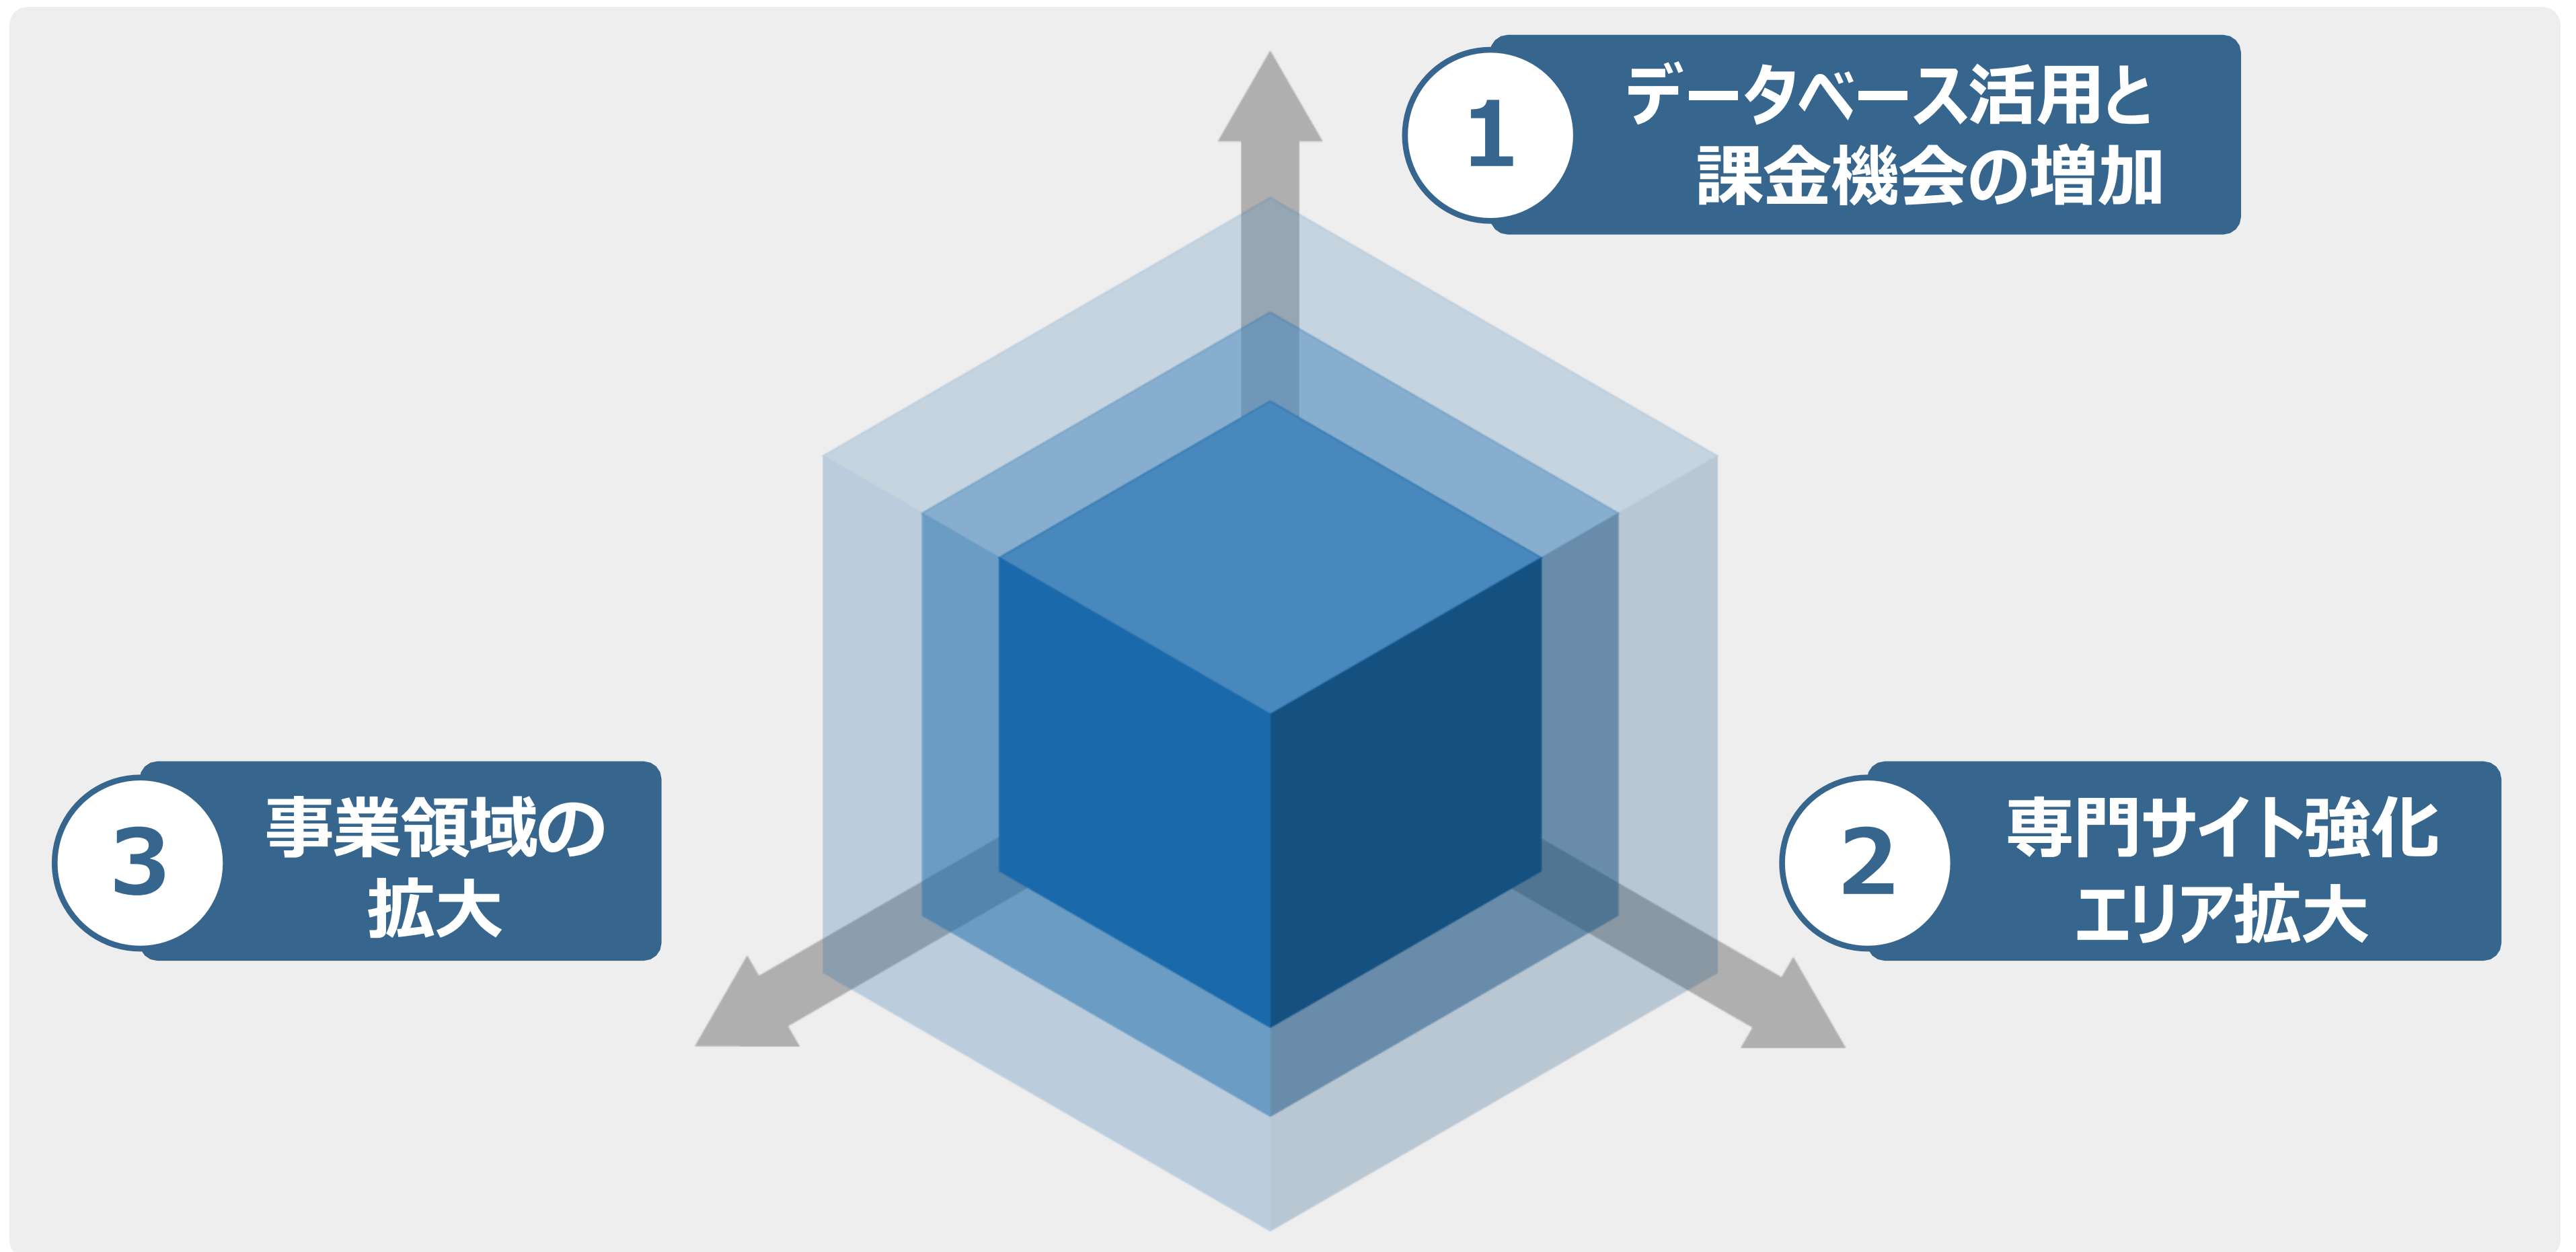 1
データベース活用と
課金機会の増加
3
事業領域の
拡大
2
専門サイト強化
エリア拡大